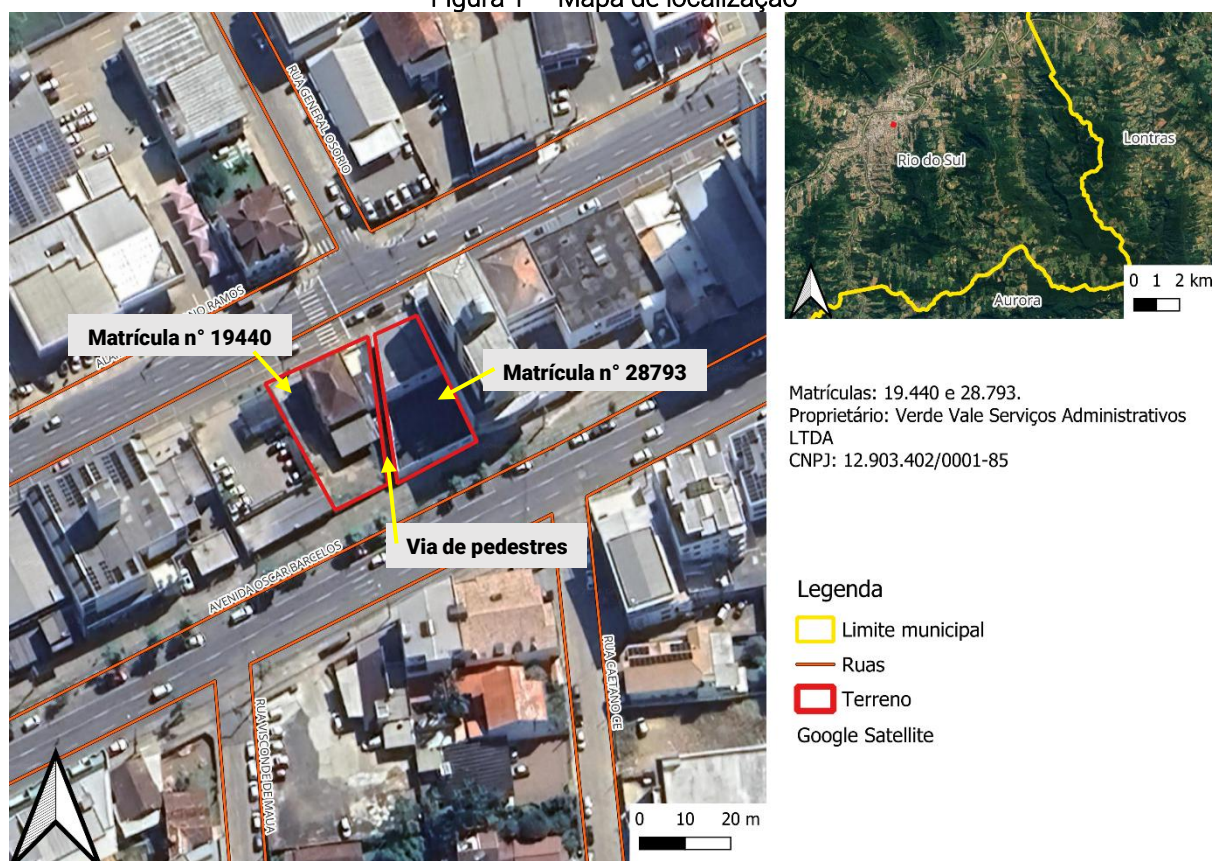 Figura 1 – Mapa de localização
RUA GENERAL OSORIO
NO RAMOS
Matrícula n° 19440
Matrícula n° 28793
Via de pedestres
AVENIDA OSCAR BARCELOS
RUA VISCONDE DE MAUA
RUA CAETANO CE
0 10 20 m
Rio do Sul
Lontras
Aurora
0 1 2 km
Matrículas: 19.440 e 28.793.
Proprietário: Verde Vale Serviços Administrativos
LTDA
CNPJ: 12.903.402/0001-85
Legenda
Limite municipal
Ruas
Terreno
Google Satellite